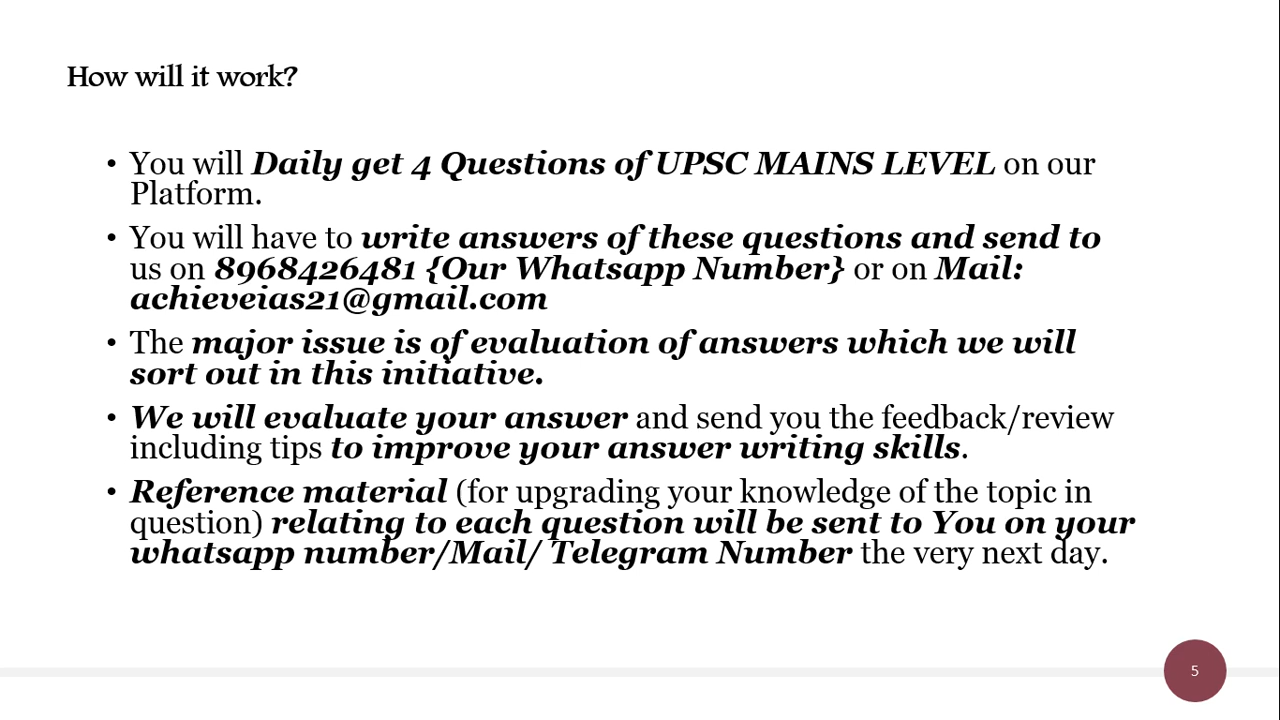 How will it work?
• You will Daily get 4 Questions of UPSC MAINS LEVEL on our
Platform.
• You will have to write answers of these questions and send to
us on 8968426481 {Our Whatsapp Number} or on Mail:
achieveias21@gmail.com
• The major issue is of evaluation of answers which we will
sort out in this initiative.
• We will evaluate your answer and send you the feedback/review
including tips to improve your answer writing skills.
• Reference material (for upgrading your knowledge of the topic in
question) relating to each question will be sent to You on your
whatsapp number/Mail/ Telegram Number the very next day.
5